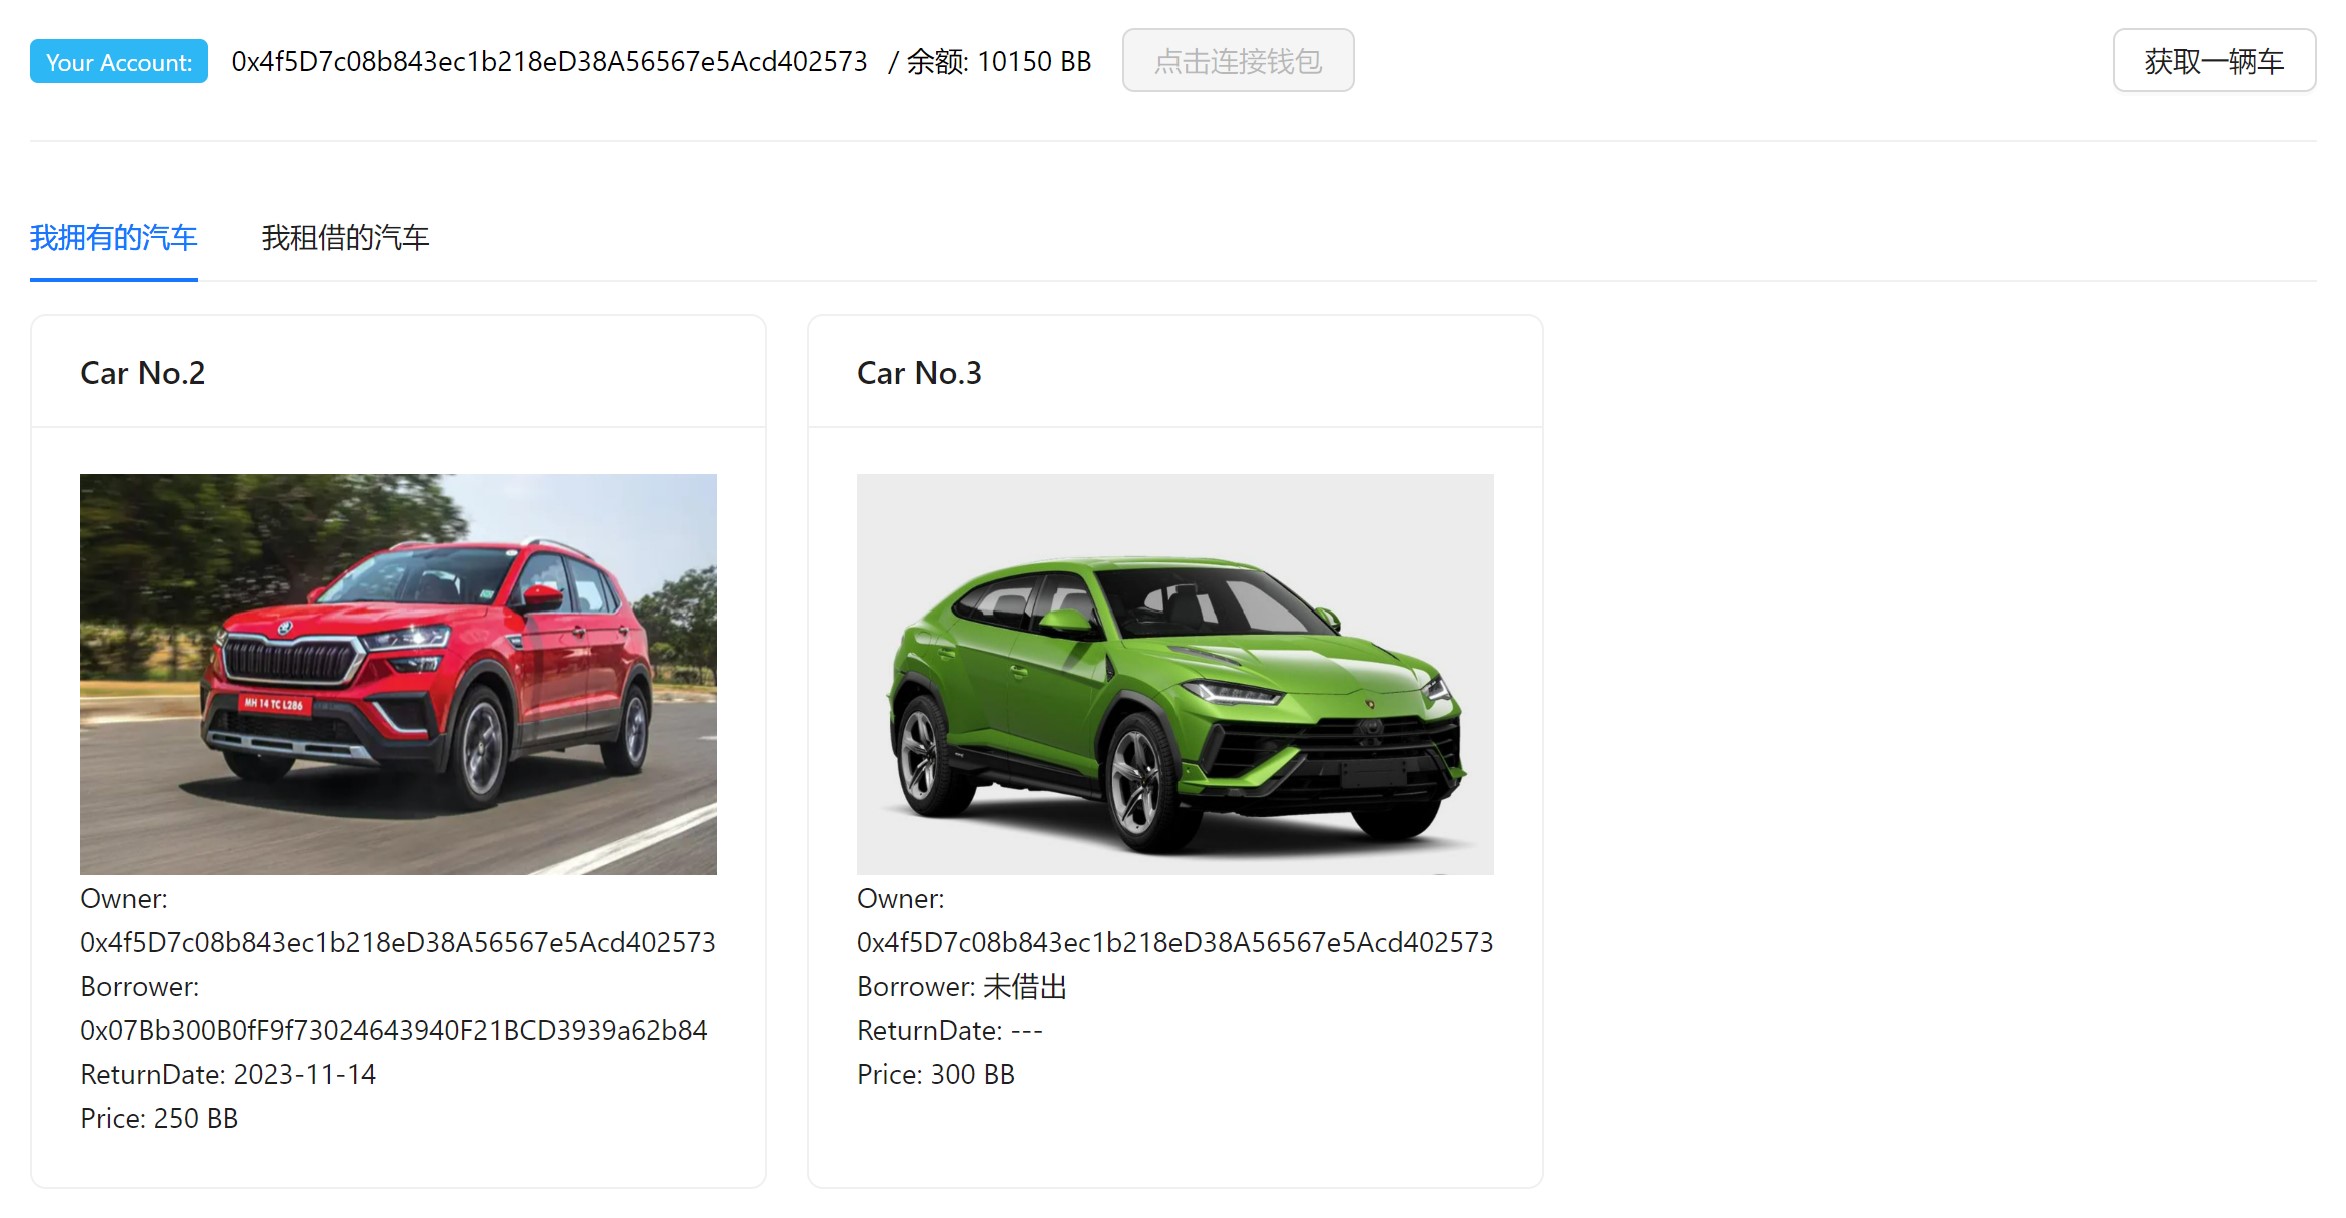 Your Account: 0x4f5D7c08b843ec1b218eD38A56567e5Acd402573 / 余额: 10150 BB 点击连接钱包 获取一辆车
我拥有的汽车 我租借的汽车
Car No.2
MH 14 TC L286
Owner:
0x4f5D7c08b843ec1b218eD38A56567e5Acd402573
Borrower:
0x07Bb300B0fF9f73024643940F21BCD3939a62b84
ReturnDate: 2023-11-14
Price: 250 BB
Car No.3
Owner:
0x4f5D7c08b843ec1b218eD38A56567e5Acd402573
Borrower: 未借出
ReturnDate: ---
Price: 300 BB